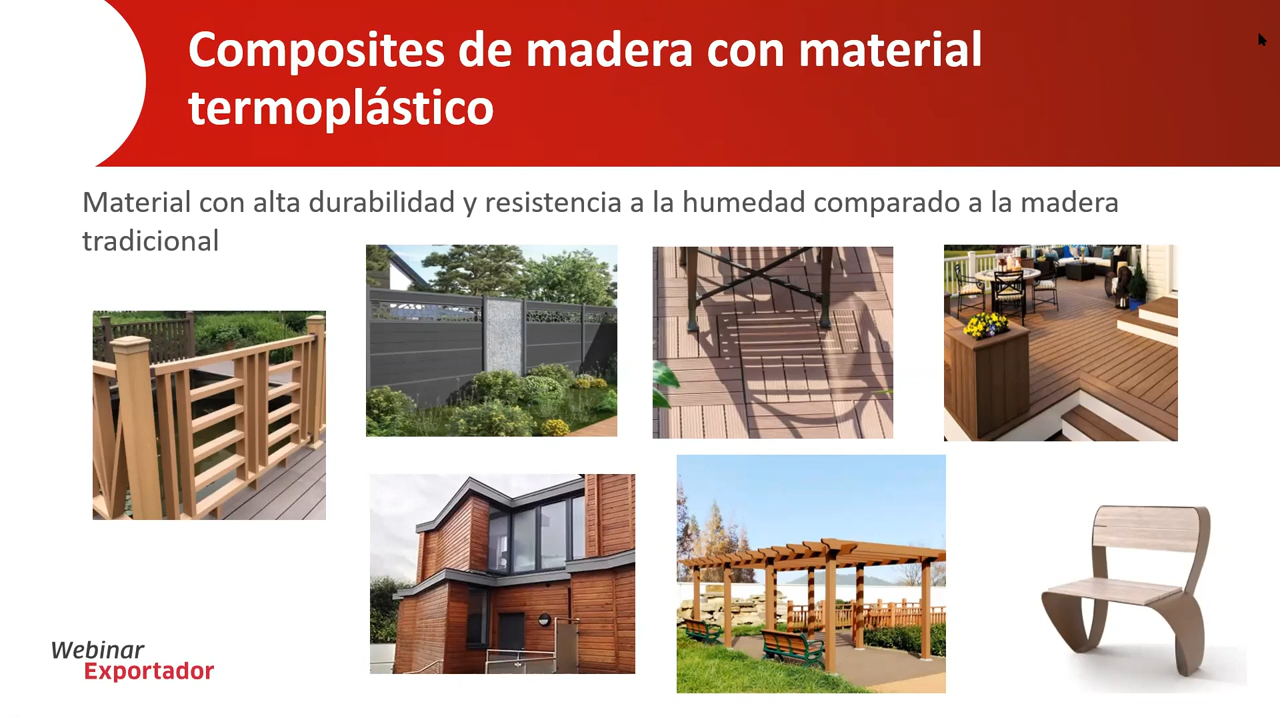 Composites de madera con material
termoplástico
Material con alta durabilidad y resistencia a la humedad comparado a la madera
tradicional
Webinar
Exportador